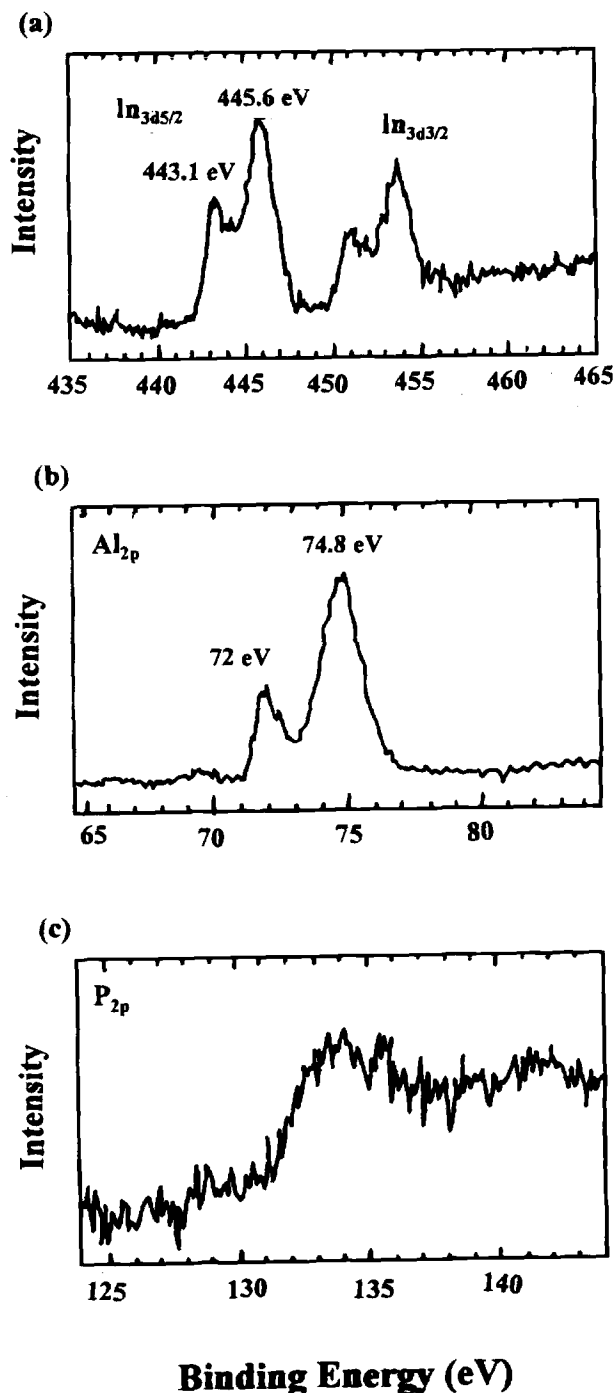 (a)
In3d5/2
445.6 eV
In3d3/2
443.1 eV
Intensity
435 440 445 450 455 460 465
(b)
Al2p
74.8 eV
72 eV
Intensity
65 70 75 80
(c)
P2p
Intensity
125 130 135 140
Binding Energy (eV)